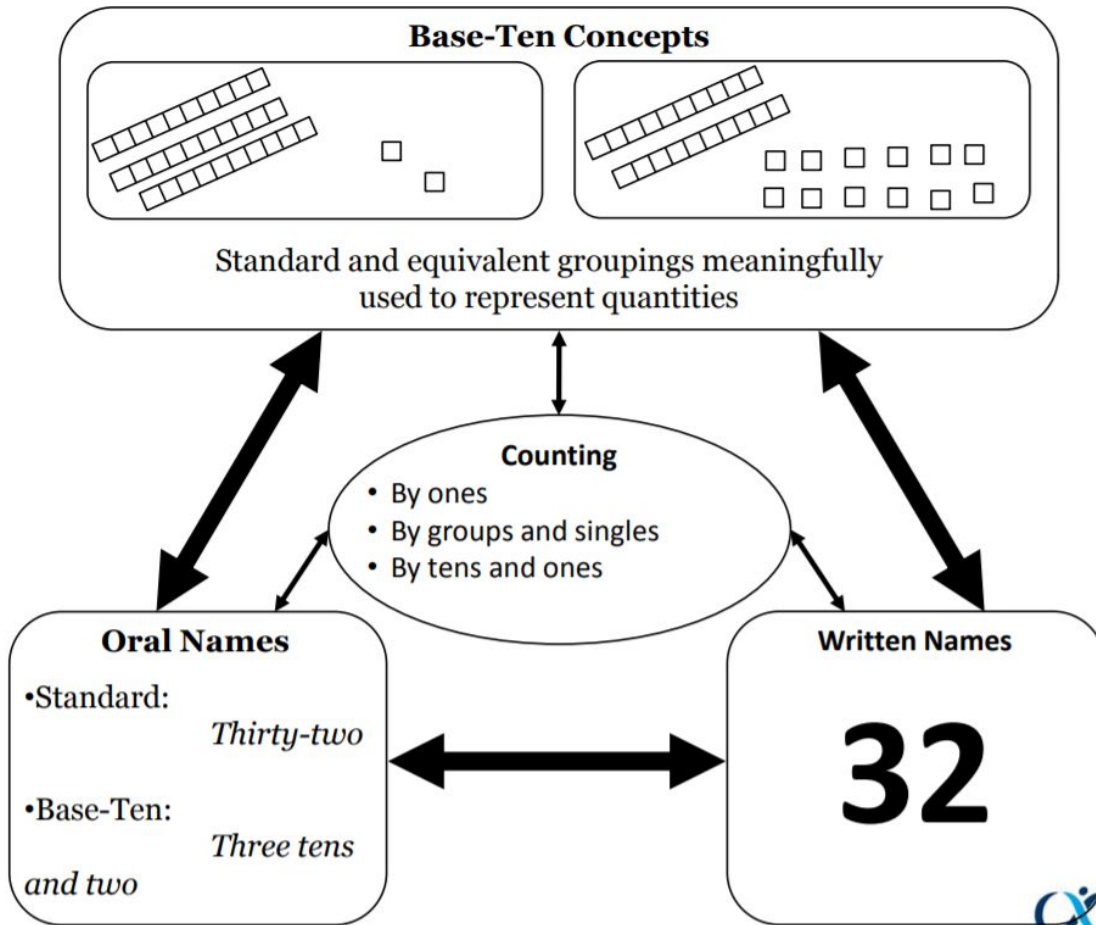 Base-Ten Concepts
Standard and equivalent groupings meaningfully
used to represent quantities
Counting
• By ones
• By groups and singles
• By tens and ones
Oral Names
•Standard:
Thirty-two
•Base-Ten:
Three tens
and two
Written Names
32